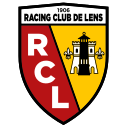 1906
RACING CLUB DE LENS
RCL